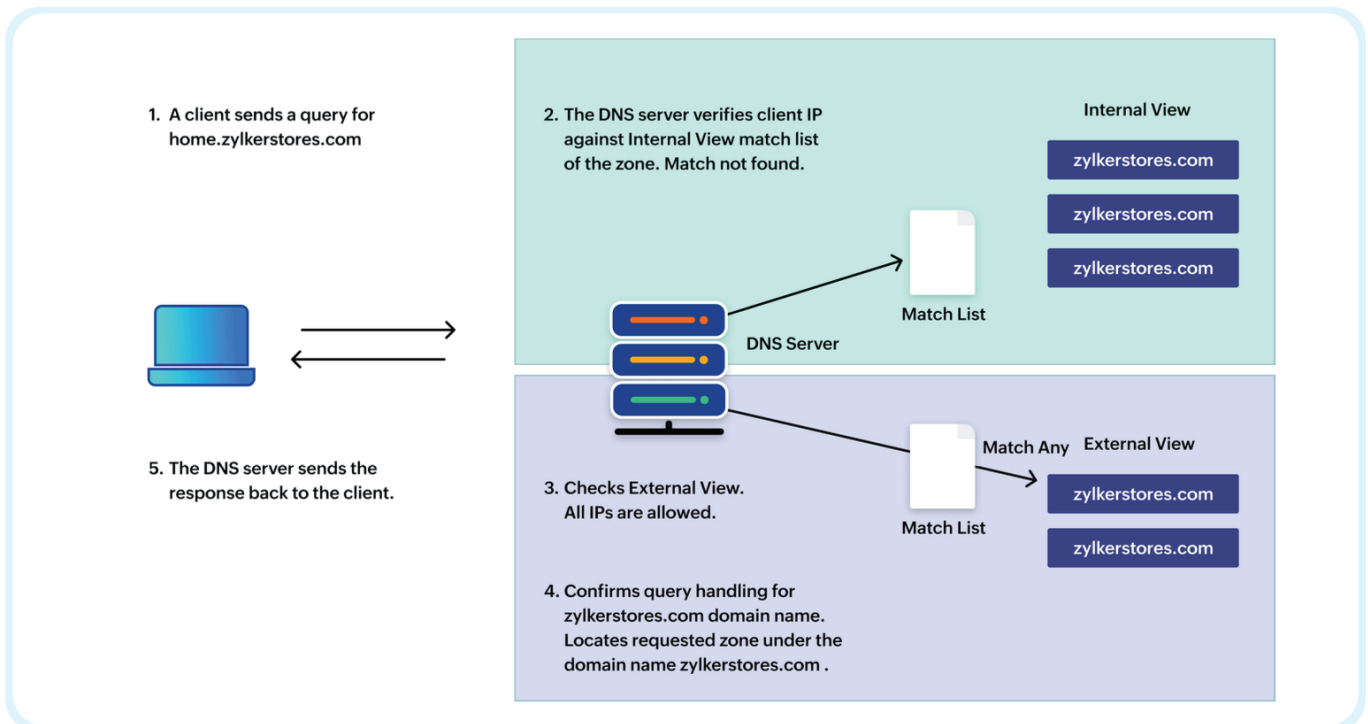 1. A client sends a query for
home.zylkerstores.com
2. The DNS server verifies client IP
against Internal View match list
of the zone. Match not found.
Internal View
zylkerstores.com
zylkerstores.com
zylkerstores.com
Match List
DNS Server
5. The DNS server sends the
response back to the client.
3. Checks External View.
All IPs are allowed.
Match Any
External View
zylkerstores.com
zylkerstores.com
Match List
4. Confirms query handling for
zylkerstores.com domain name.
Locates requested zone under the
domain name zylkerstores.com .